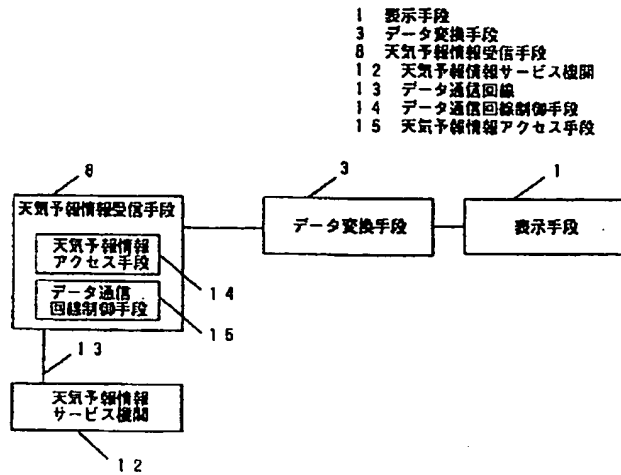 1 表示手段
3 データ変換手段
8 天気予報情報受信手段
12 天気予報情報サービス機関
13 データ通信回線
14 データ通信回線制御手段
15 天気予報情報アクセス手段
8
3
1
天気予報情報受信手段
データ変換手段
表示手段
天気予報情報
アクセス手段
14
データ通信
回線制御手段
15
13
天気予報情報
サービス機関
12